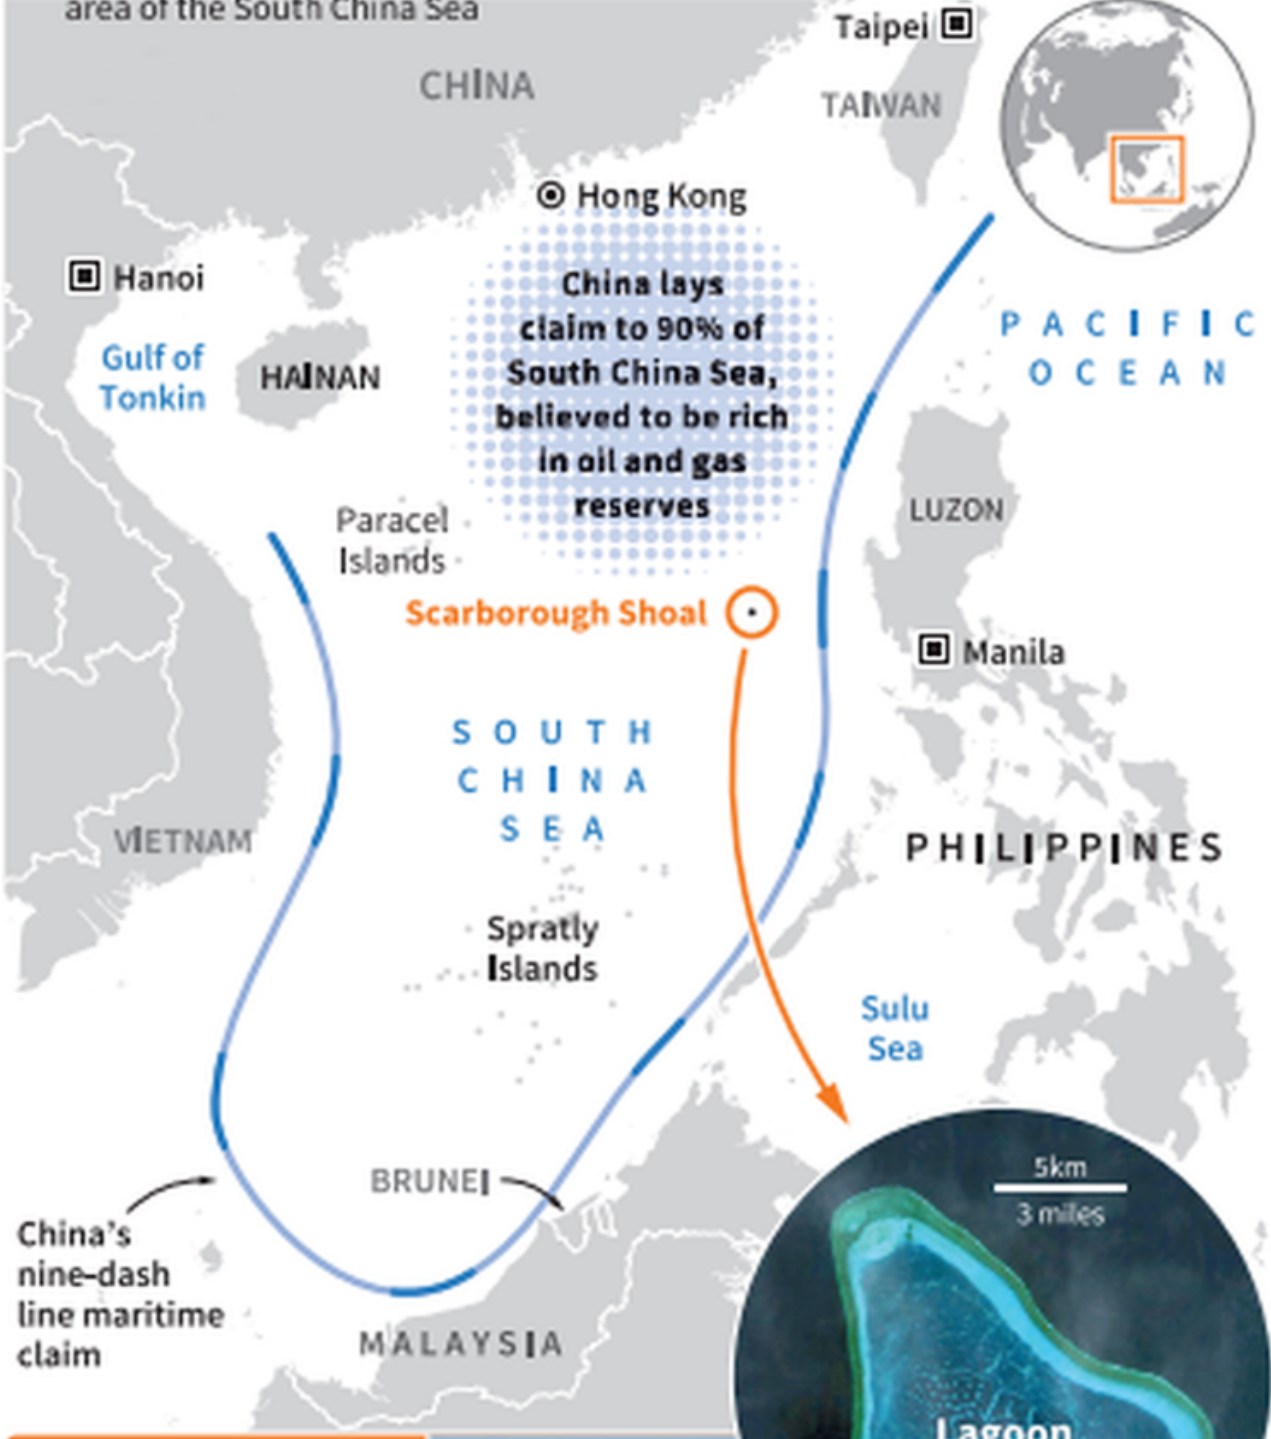 area of the South China Sea
Taipei
CHINA
TAIWAN
Hong Kong
Hanoi
China lays
claim to 90% of
South China Sea,
believed to be rich
in oil and gas
reserves
PACIFIC
OCEAN
Gulf of
Tonkin
HAINAN
LUZON
Paracel
Islands
Scarborough Shoal
Manila
SOUTH
CHINA
SEA
VIETNAM
PHILIPPINES
Spratly
Islands
Sulu
Sea
BRUNEI
5km
3 miles
China's
nine-dash
line maritime
claim
MALAYSIA
Lagoon